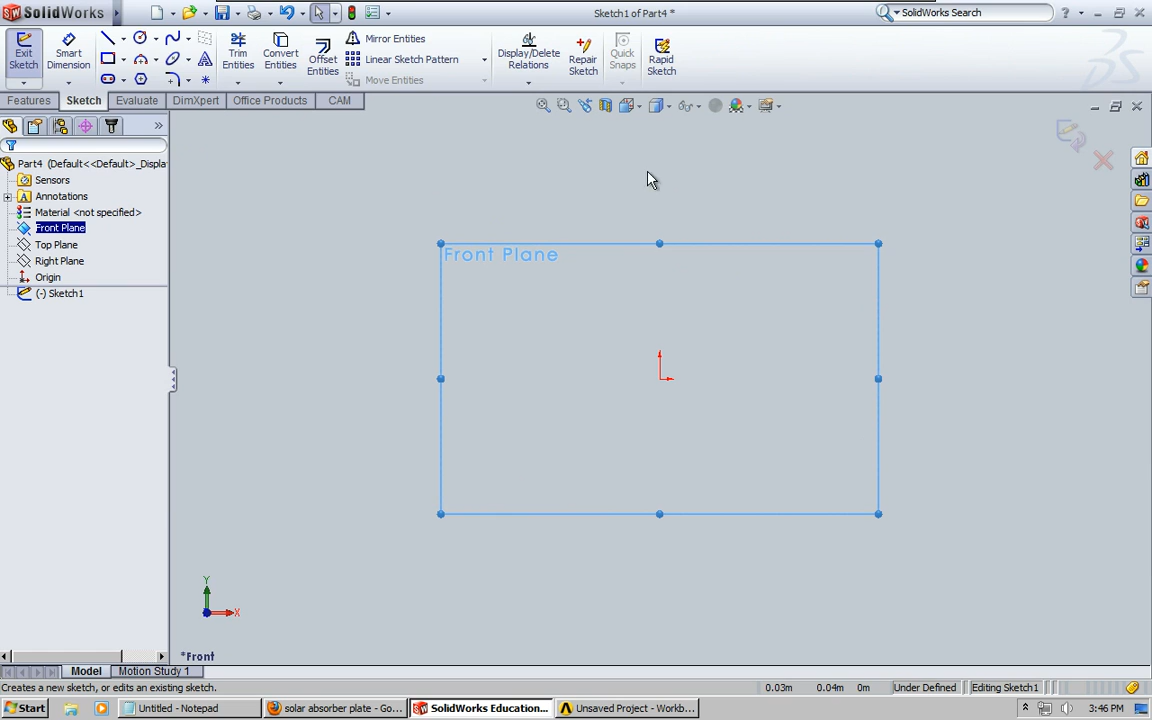 SW SolidWorks
Sketch1 of Part4 *
SolidWorks Search
?
Exit Sketch
Smart Dimension
Trim Entities
Convert Entities
Offset Entities
Mirror Entities
Linear Sketch Pattern
Move Entities
Display/Delete Relations
Quick Snaps
Repair Sketch
Rapid Sketch
Features
Sketch
Evaluate
DimXpert
Office Products
CAM
Part4 (Default<<Default>_Displa
Sensors
A Annotations
Material <not specified>
Front Plane
Top Plane
Right Plane
Origin
(-) Sketch1
Front Plane
Y
X
*Front
Model
Motion Study 1
Creates a new sketch, or edits an existing sketch.
0.03m
0.04m
0m
Under Defined
Editing Sketch1
Start
Untitled - Notepad
solar absorber plate - Go...
SolidWorks Education...
Unsaved Project - Workb...
3:46 PM